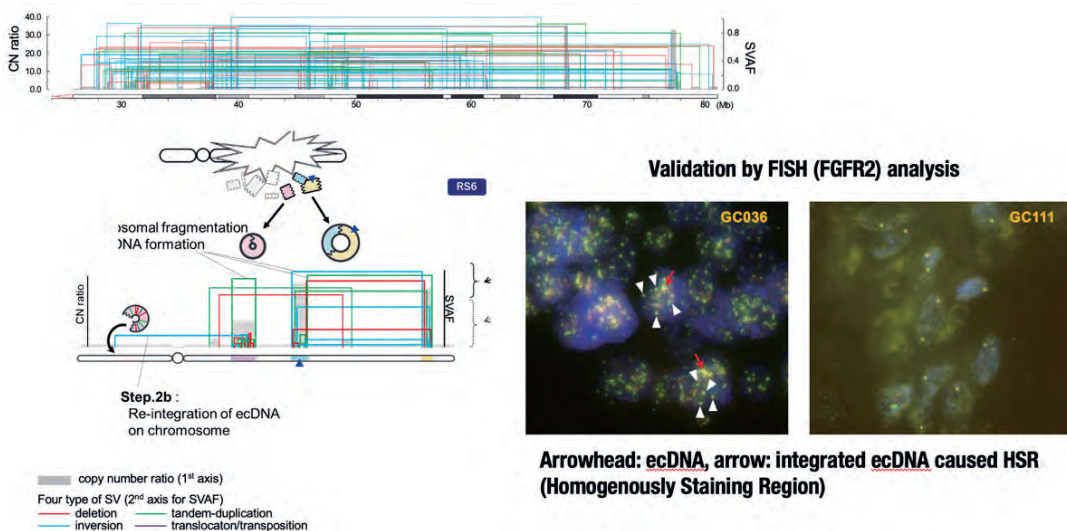 40.0
30.0
20.0
10.0
0.0
CN ratio
0.8
0.4
0.0
SVAF
30 40 50 60 70 80 (Mb)
RS6
osomal fragmentation
DNA formation
CN ratio
SVAF
Step.2b :
Re-integration of ecDNA
on chromosome
copy number ratio (1st axis)
Four type of SV (2nd axis for SVAF)
deletion tandem-duplication
inversion translocaton/transposition
Validation by FISH (FGFR2) analysis
GC036
GC111
Arrowhead: ecDNA, arrow: integrated ecDNA caused HSR
(Homogenously Staining Region)